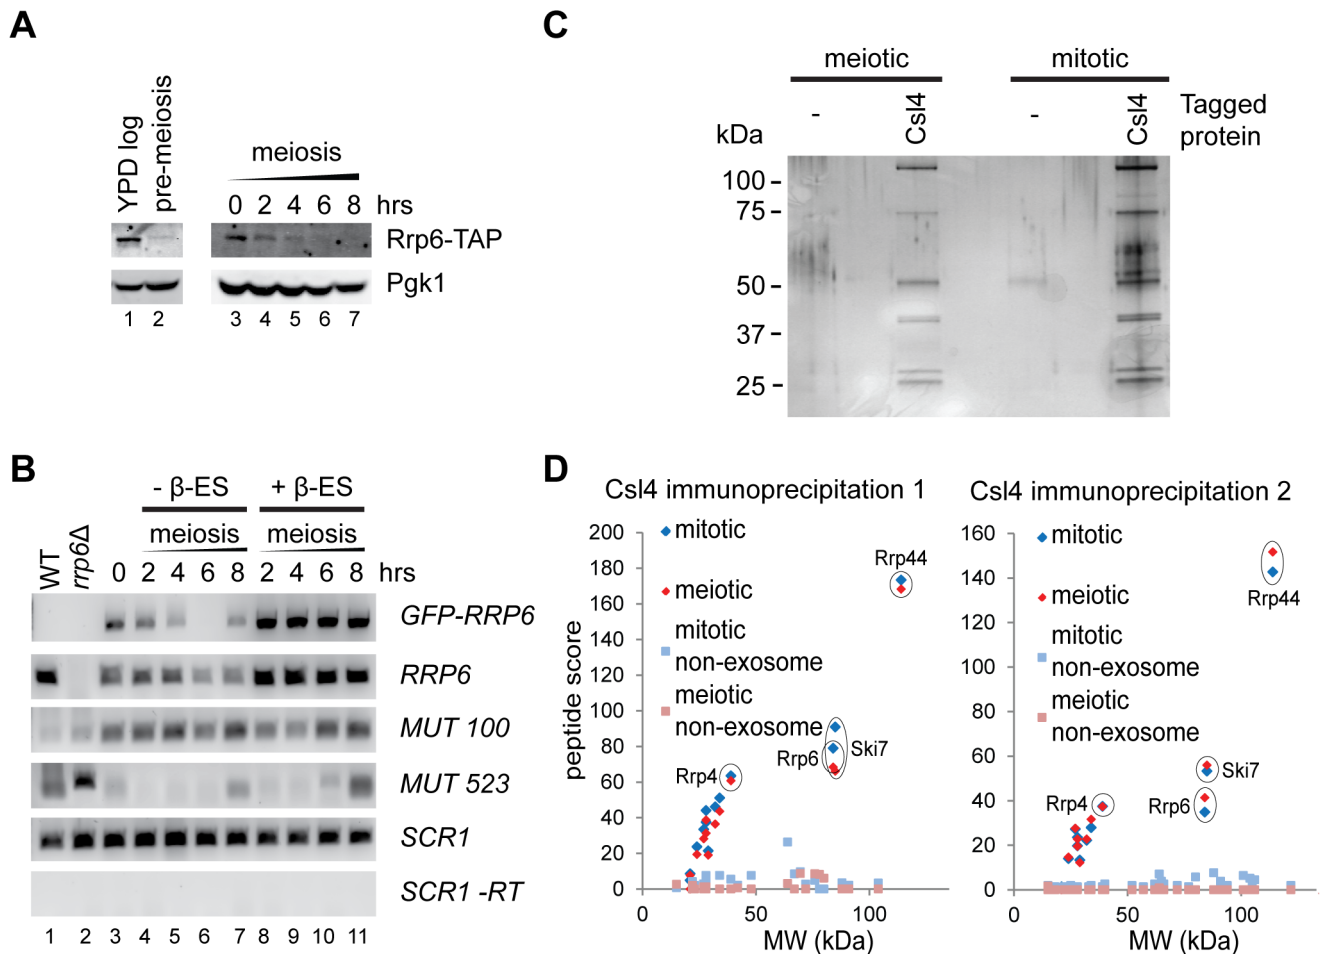 A
YPD log
pre-meiosis
meiosis
0 2 4 6 8 hrs
Rrp6-TAP
Pgk1
1 2 3 4 5 6 7
C
meiotic
mitotic
- Csl4 - Csl4
Tagged
protein
kDa
100
75
50
37
25
B
- β-ES + β-ES
meiosis meiosis
WT rrp6Δ 0 2 4 6 8 2 4 6 8 hrs
GFP-RRP6
RRP6
MUT 100
MUT 523
SCR1
SCR1 -RT
1 2 3 4 5 6 7 8 9 10 11
D
Csl4 immunoprecipitation 1
peptide score
200
180
160
140
120
100
80
60
40
20
0
mitotic
meiotic
mitotic
non-exosome
meiotic
non-exosome
Rrp44
Ski7
Rrp6
Rrp4
0 50 100
MW (kDa)
Csl4 immunoprecipitation 2
160
140
120
100
80
60
40
20
0
mitotic
meiotic
mitotic
non-exosome
meiotic
non-exosome
Rrp44
Ski7
Rrp6
Rrp4
0 50 100
MW (kDa)